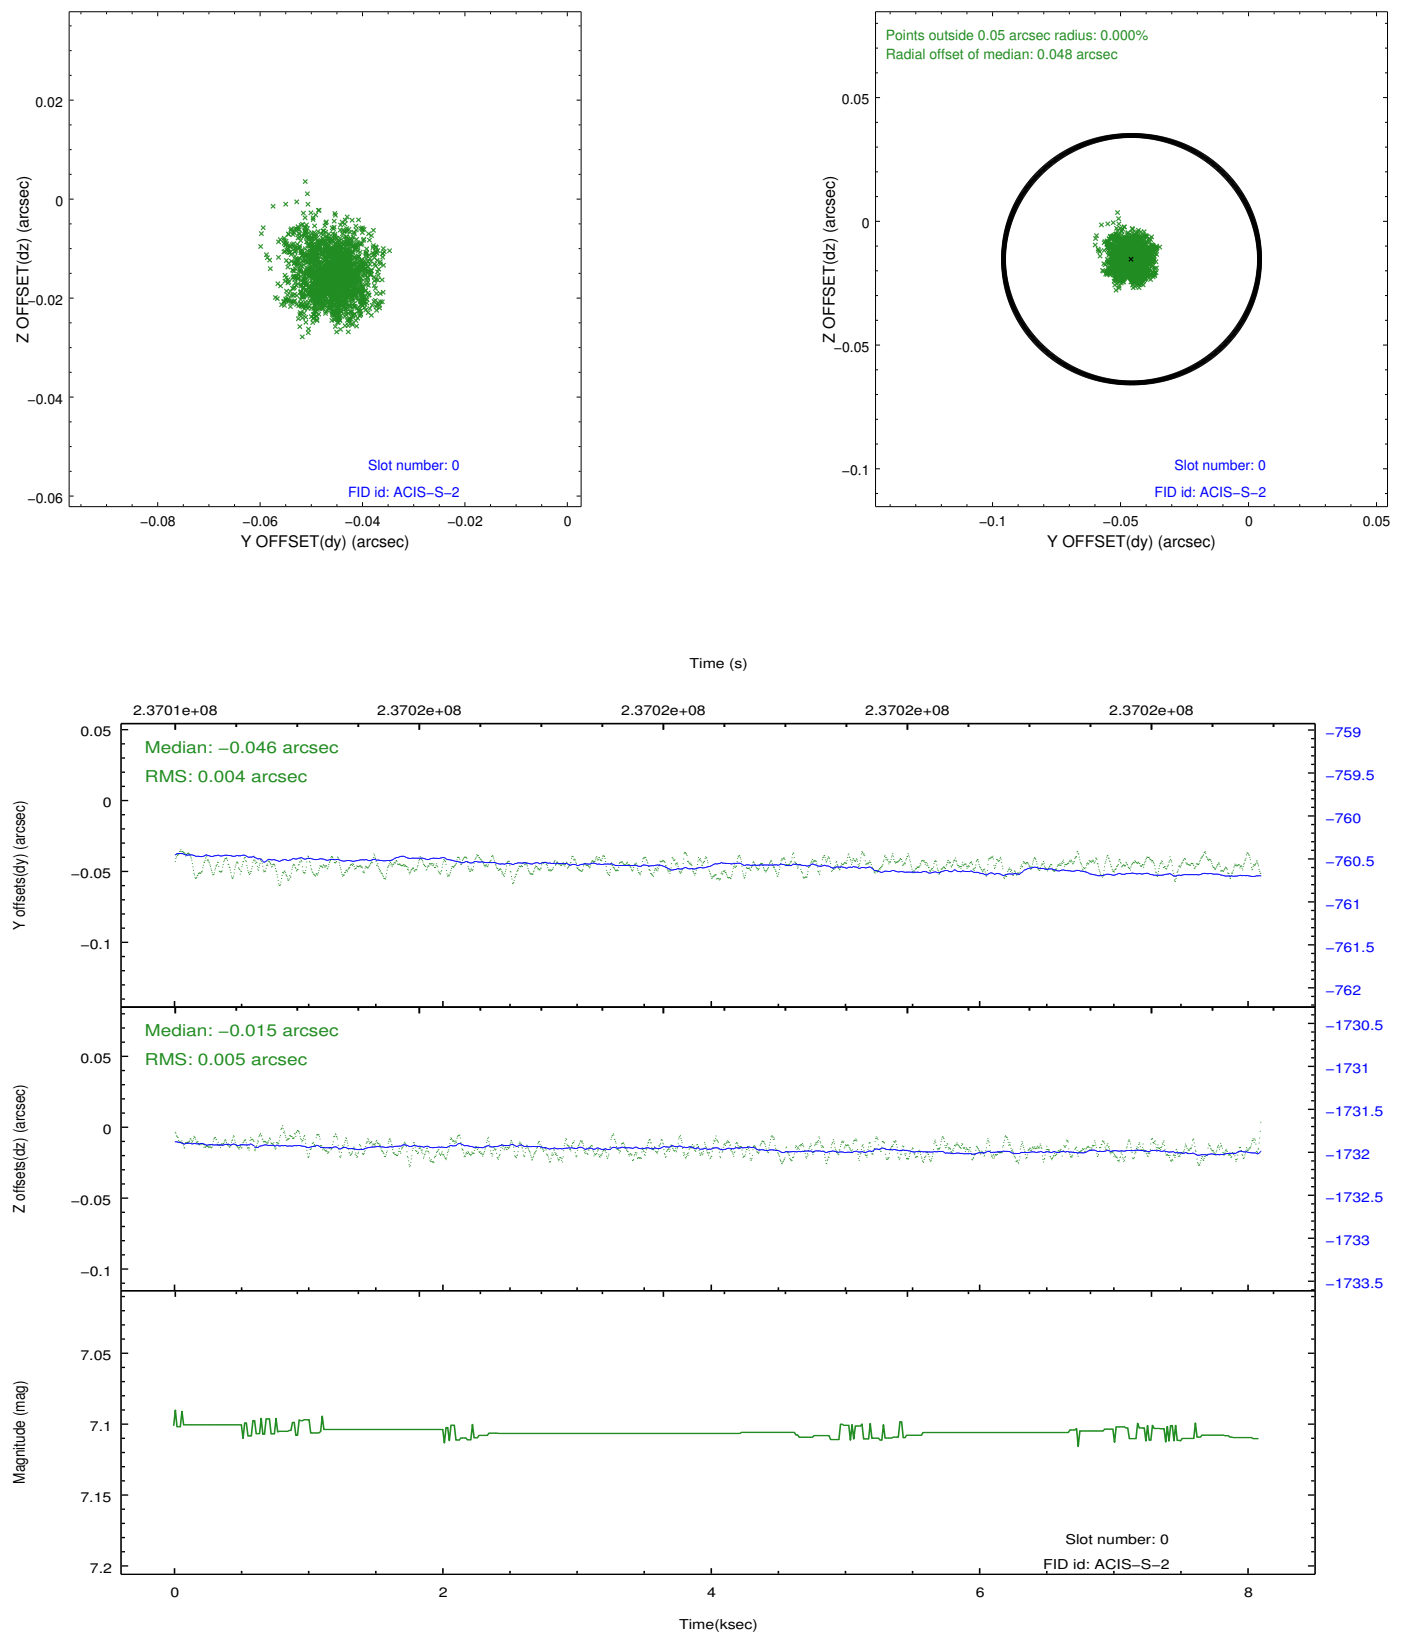 Z OFFSET(dz) (arcsec)
0.02
0
−0.02
−0.04
−0.06
Slot number: 0
FID id: ACIS−S−2
−0.08
−0.06
−0.04
−0.02
0
Y OFFSET(dy) (arcsec)
Points outside 0.05 arcsec radius: 0.000%
Radial offset of median: 0.048 arcsec
Z OFFSET(dz) (arcsec)
0.05
0
−0.05
−0.1
Slot number: 0
FID id: ACIS−S−2
−0.1
−0.05
0
0.05
Y OFFSET(dy) (arcsec)
Time (s)
2.3701e+08
2.3702e+08
2.3702e+08
2.3702e+08
2.3702e+08
Y offsets(dy) (arcsec)
0.05
0
−0.05
−0.1
Median: −0.046 arcsec
RMS: 0.004 arcsec
−759
−759.5
−760
−760.5
−761
−761.5
−762
Z offsets(dz) (arcsec)
0.05
0
−0.05
−0.1
Median: −0.015 arcsec
RMS: 0.005 arcsec
−1730.5
−1731
−1731.5
−1732
−1732.5
−1733
−1733.5
Magnitude (mag)
7.05
7.1
7.15
7.2
Slot number: 0
FID id: ACIS−S−2
0
2
4
6
8
Time(ksec)